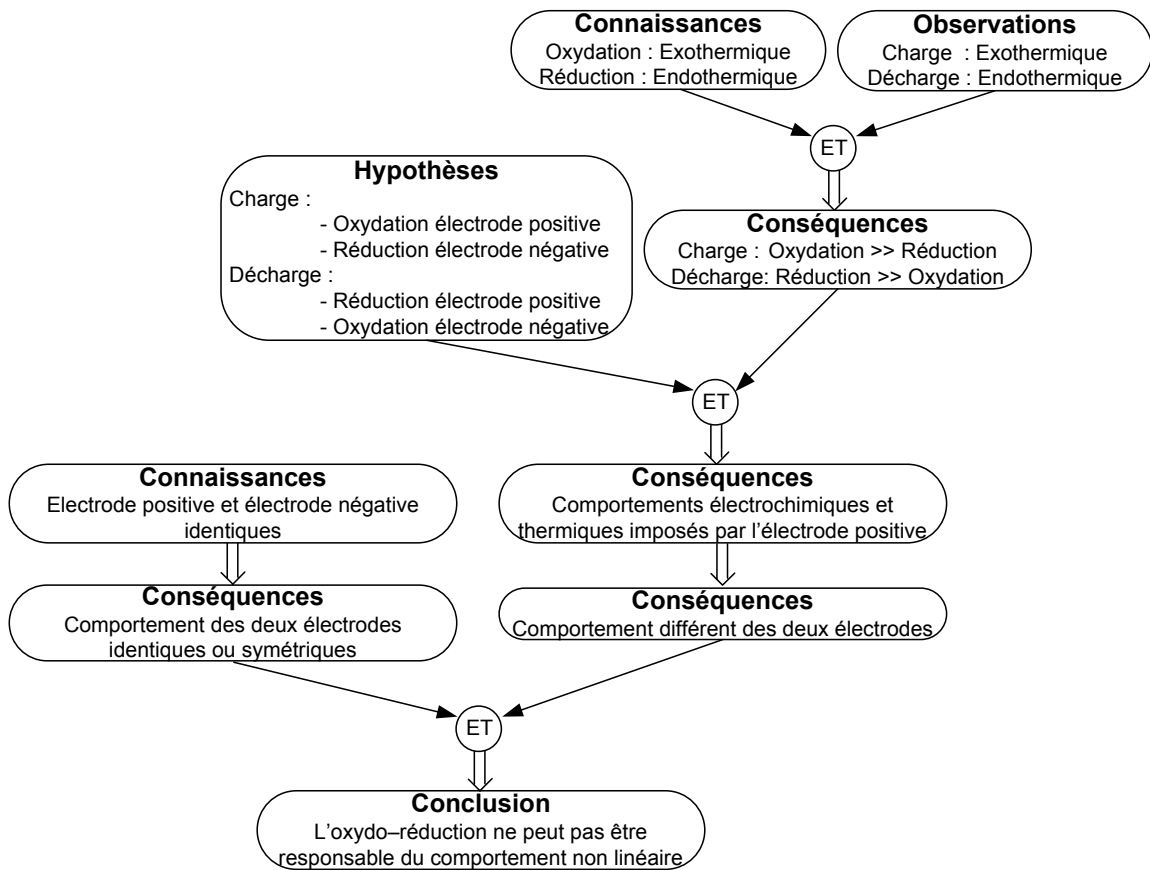 Connaissances
Oxydation : Exothermique
Réduction : Endothermique
Observations
Charge : Exothermique
Décharge : Endothermique
ET
Hypothèses
Charge :
- Oxydation électrode positive
- Réduction électrode négative
Décharge :
- Réduction électrode positive
- Oxydation électrode négative
Conséquences
Charge : Oxydation >> Réduction
Décharge: Réduction >> Oxydation
ET
Connaissances
Electrode positive et électrode négative
identiques
Conséquences
Comportements électrochimiques et
thermiques imposés par l'électrode positive
Conséquences
Comportement des deux électrodes
identiques ou symétriques
Conséquences
Comportement différent des deux électrodes
ET
Conclusion
L'oxydo–réduction ne peut pas être
responsable du comportement non linéaire